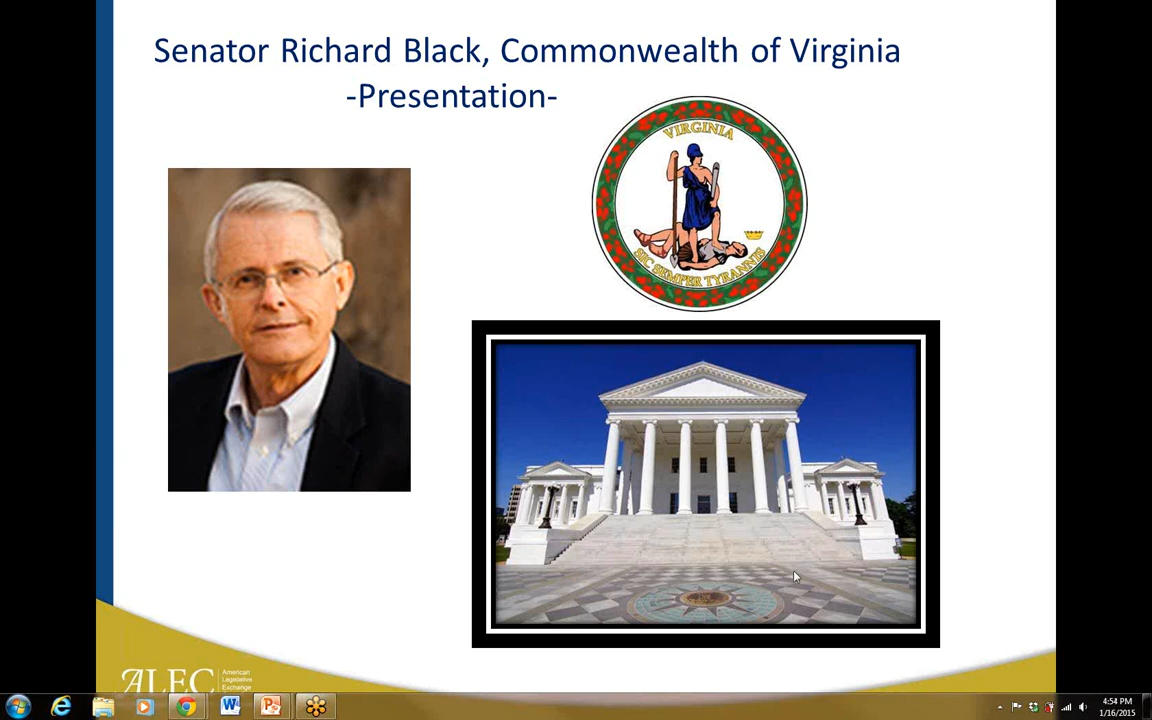 Senator Richard Black, Commonwealth of Virginia
-Presentation-
VIRGINIA
SIC SEMPER TYRANNIS
ALEC
American
Legislative
Exchange
4:54 PM
1/16/2015